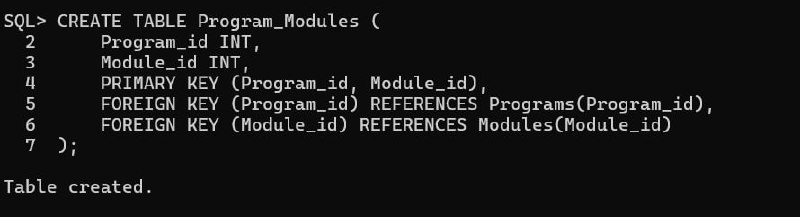 SQL> CREATE TABLE Program_Modules (
  2      Program_id INT,
  3      Module_id INT,
  4      PRIMARY KEY (Program_id, Module_id),
  5      FOREIGN KEY (Program_id) REFERENCES Programs(Program_id),
  6      FOREIGN KEY (Module_id) REFERENCES Modules(Module_id)
  7  );
Table created.